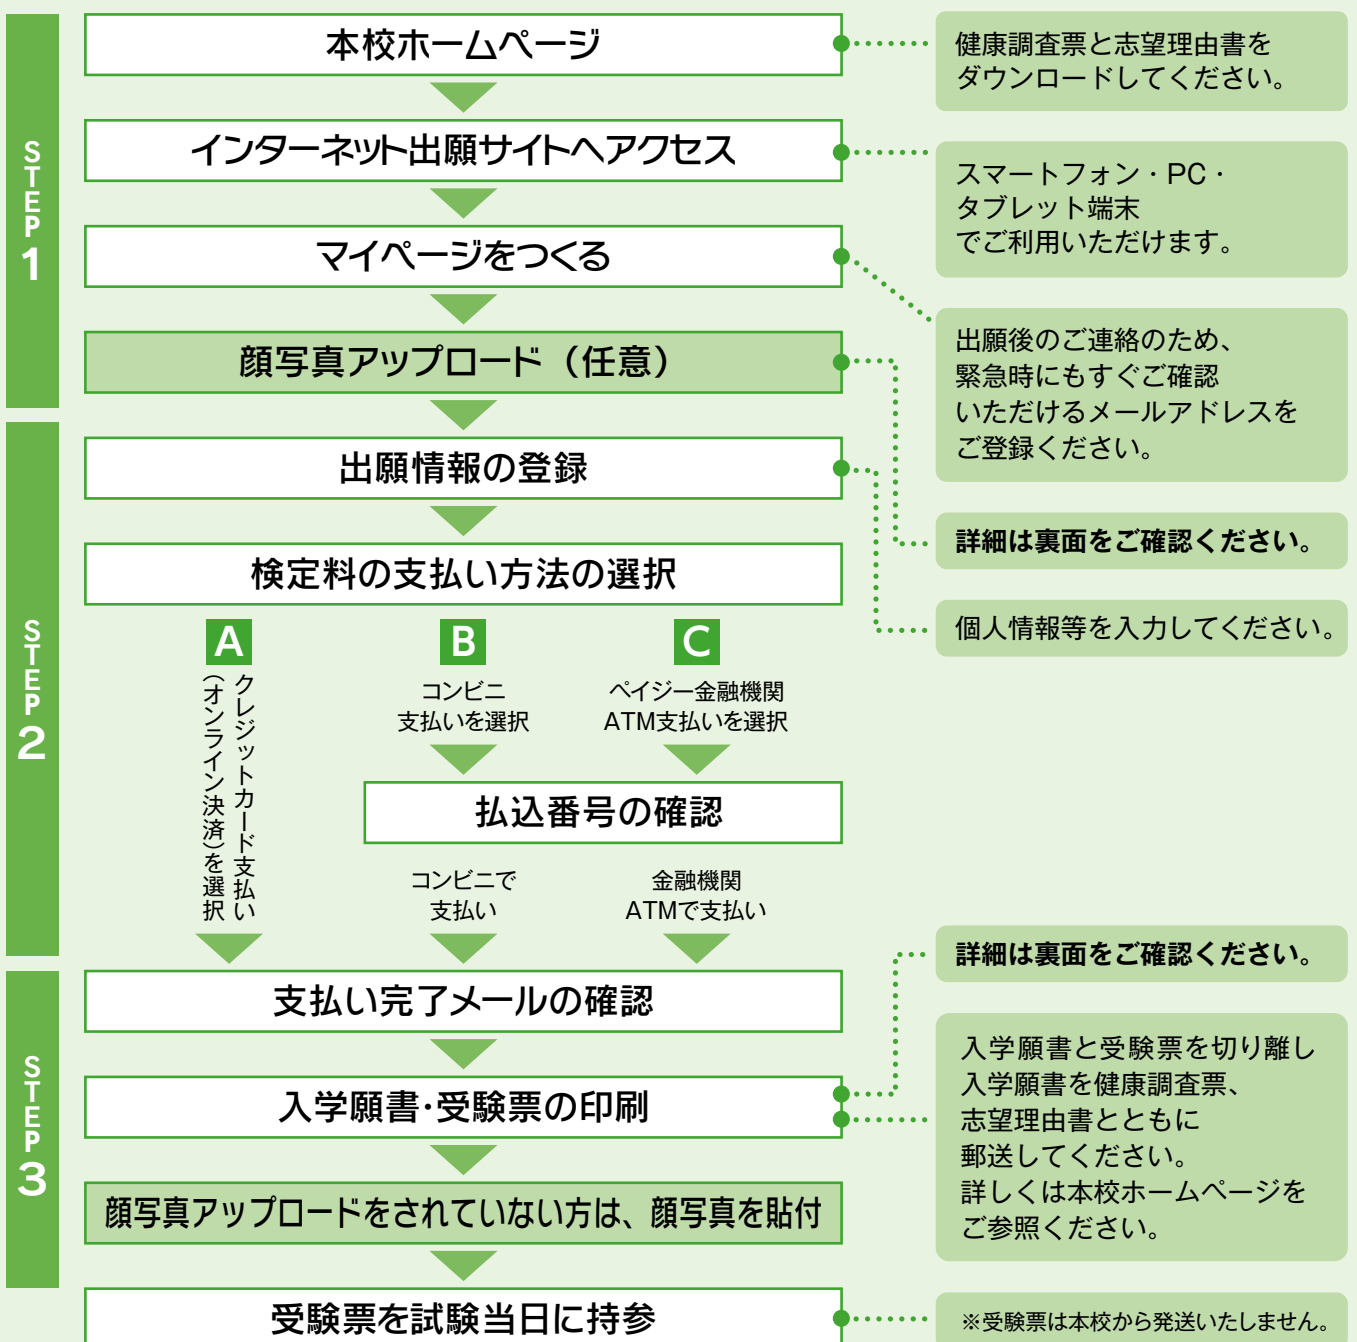 STEP1
本校ホームページ
健康調査票と志望理由書を
ダウンロードしてください。
インターネット出願サイトへアクセス
スマートフォン・PC・
タブレット端末
でご利用いただけます。
マイページをつくる
出願後のご連絡のため、
緊急時にもすぐご確認
いただけるメールアドレスを
ご登録ください。
顔写真アップロード（任意）
詳細は裏面をご確認ください。
STEP2
出願情報の登録
個人情報等を入力してください。
検定料の支払い方法の選択
A
クレジットカード支払い
（オンライン決済）を選択
B
コンビニ
支払いを選択
C
ペイジー金融機関
ATM支払いを選択
払込番号の確認
コンビニで
支払い
金融機関
ATMで支払い
STEP3
支払い完了メールの確認
入学願書・受験票の印刷
詳細は裏面をご確認ください。
入学願書と受験票を切り離し
入学願書を健康調査票、
志望理由書とともに
郵送してください。
詳しくは本校ホームページを
ご参照ください。
顔写真アップロードをされていない方は、顔写真を貼付
受験票を試験当日に持参
※受験票は本校から発送いたしません。